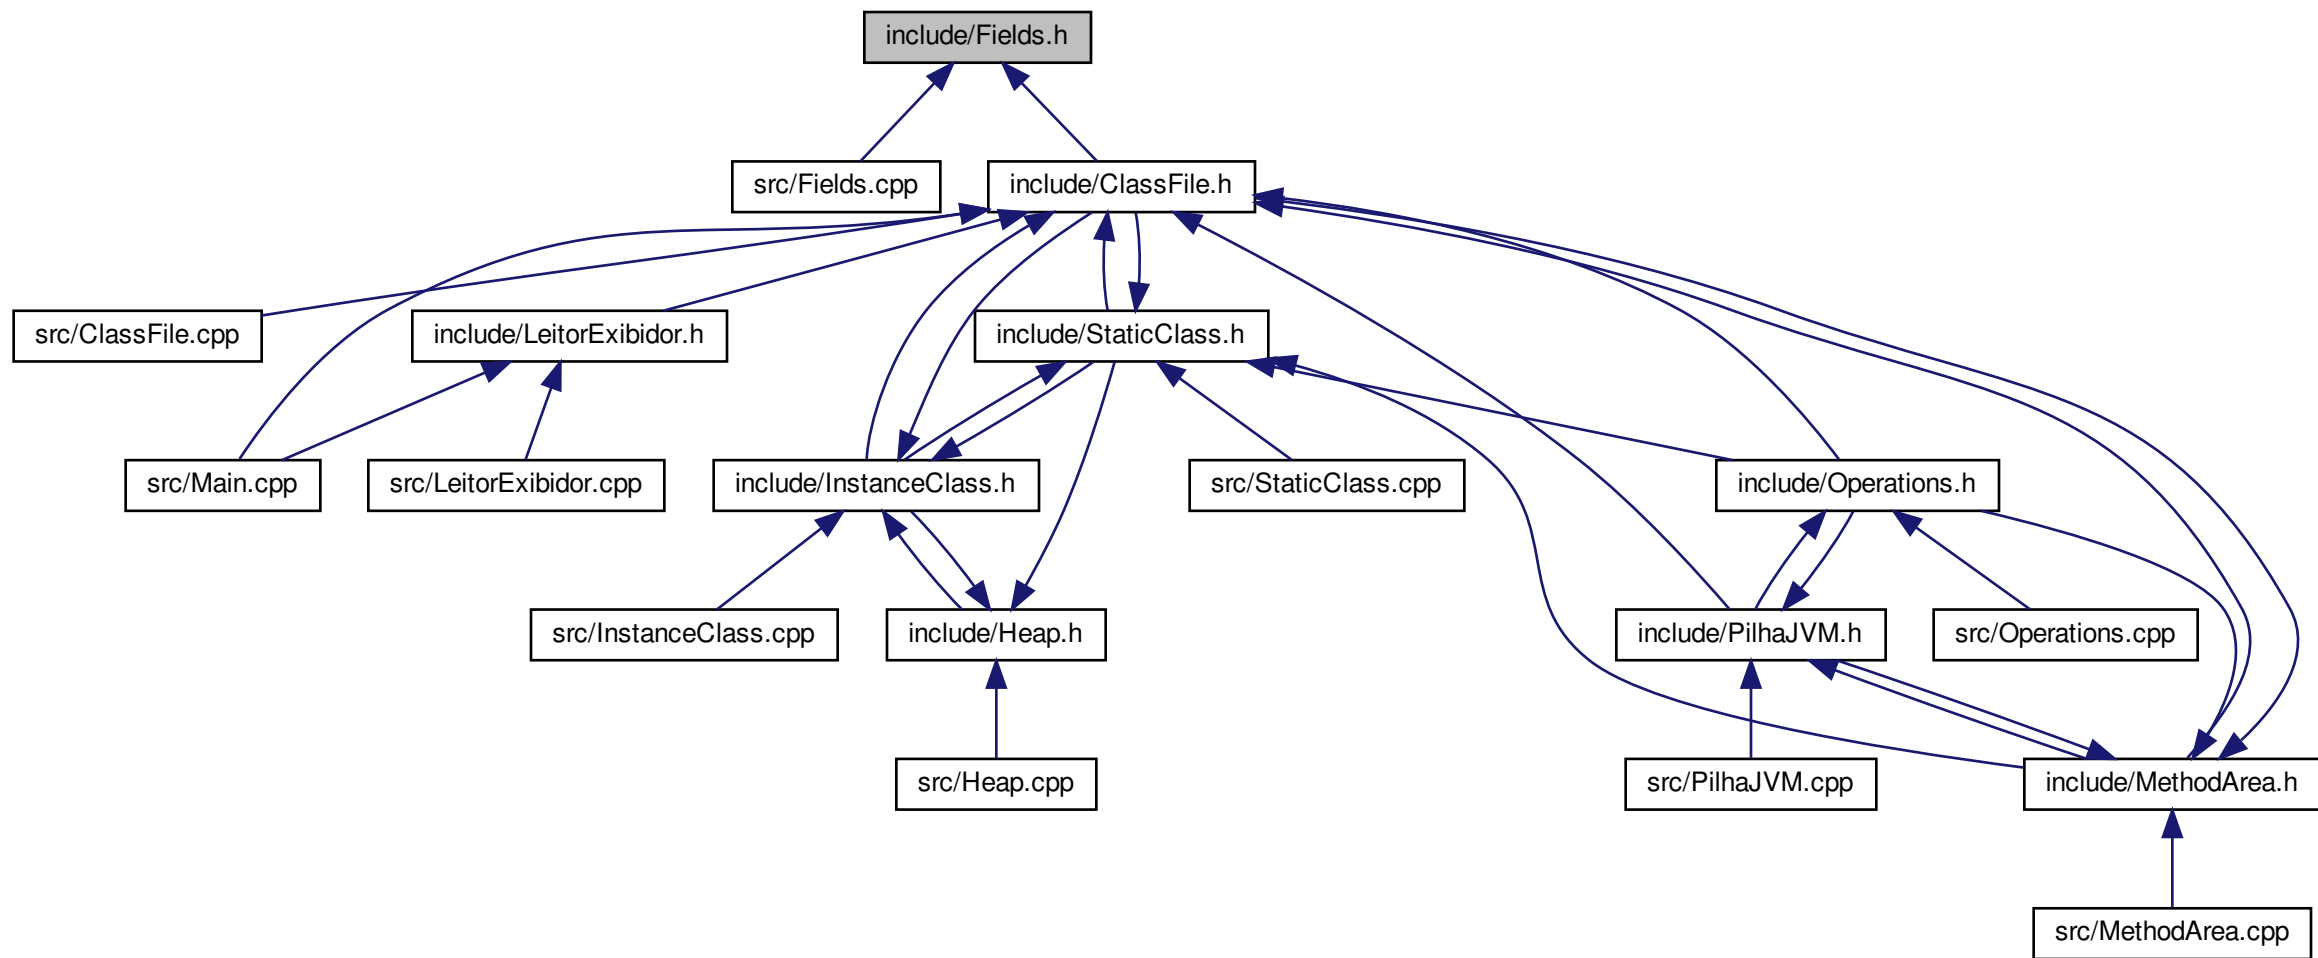 include/Fields.h
src/Fields.cpp
include/ClassFile.h
src/ClassFile.cpp
include/LeitorExibidor.h
include/StaticClass.h
src/Main.cpp
src/LeitorExibidor.cpp
include/InstanceClass.h
src/StaticClass.cpp
include/Operations.h
src/InstanceClass.cpp
include/Heap.h
include/PilhaJVM.h
src/Operations.cpp
src/Heap.cpp
src/PilhaJVM.cpp
include/MethodArea.h
src/MethodArea.cpp